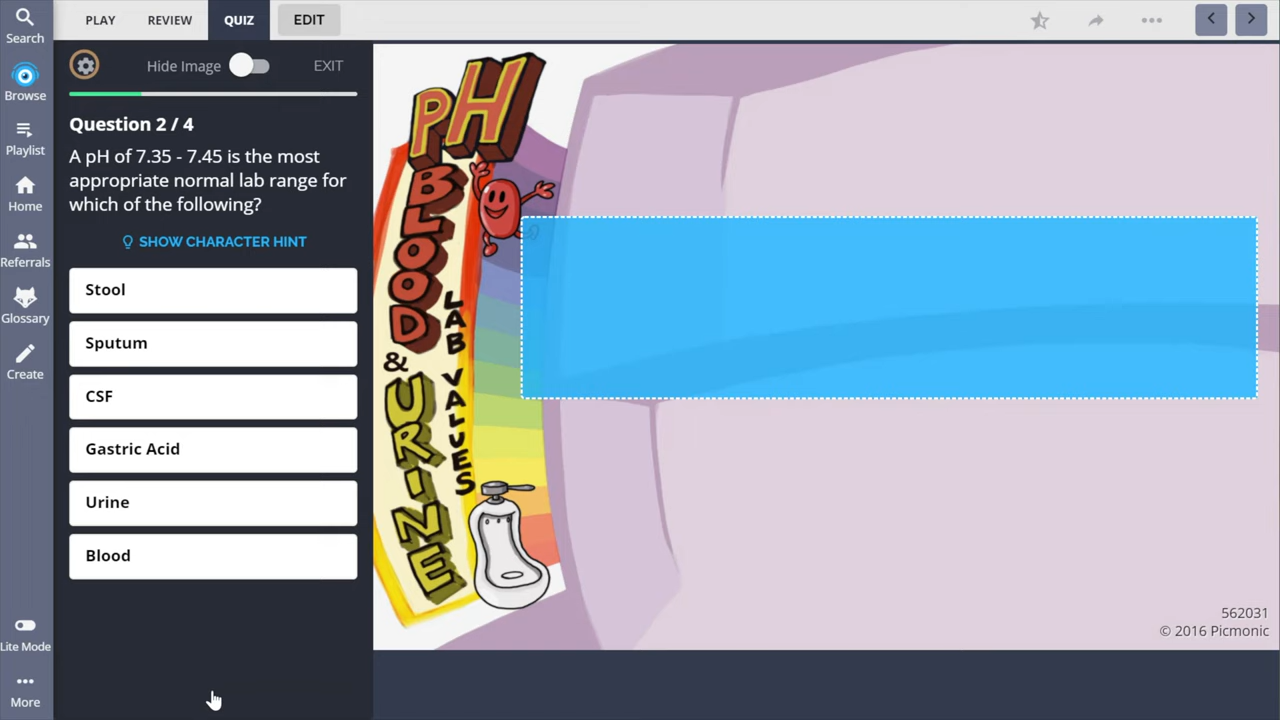 Search
Browse
Playlist
Home
Referrals
Glossary
Create
Lite Mode
More
PLAY
REVIEW
QUIZ
EDIT
Hide Image
EXIT
Question 2 / 4
A pH of 7.35 - 7.45 is the most
appropriate normal lab range for
which of the following?
SHOW CHARACTER HINT
Stool
Sputum
CSF
Gastric Acid
Urine
Blood
PH
BLOOD
&
URINE
LAB VALUES
562031
© 2016 Picmonic